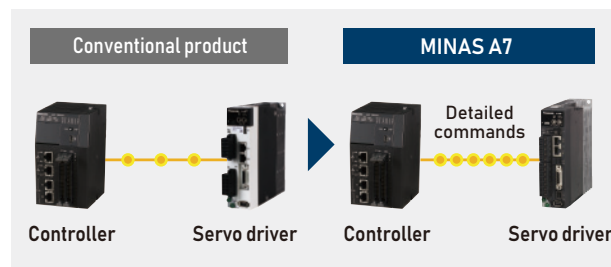 Conventional product
MINAS A7
Detailed
commands
Controller
Servo driver
Controller
Servo driver